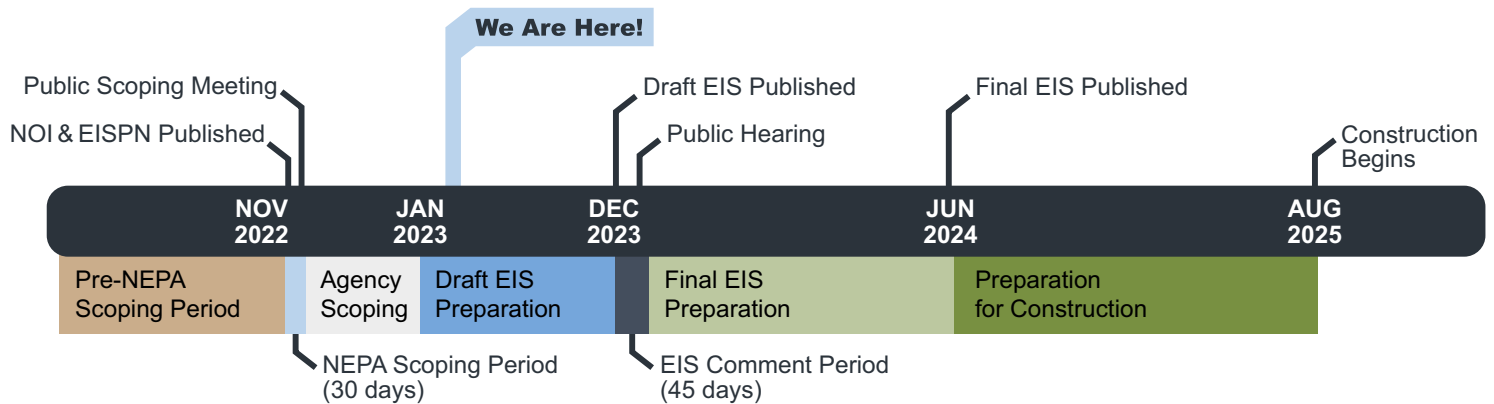 We Are Here!
Public Scoping Meeting
NOI & EISPN Published
Draft EIS Published
Public Hearing
Final EIS Published
Construction
Begins
NOV
2022
JAN
2023
DEC
2023
JUN
2024
AUG
2025
Pre-NEPA
Scoping Period
Agency
Scoping
Draft EIS
Preparation
Final EIS
Preparation
Preparation
for Construction
NEPA Scoping Period
(30 days)
EIS Comment Period
(45 days)